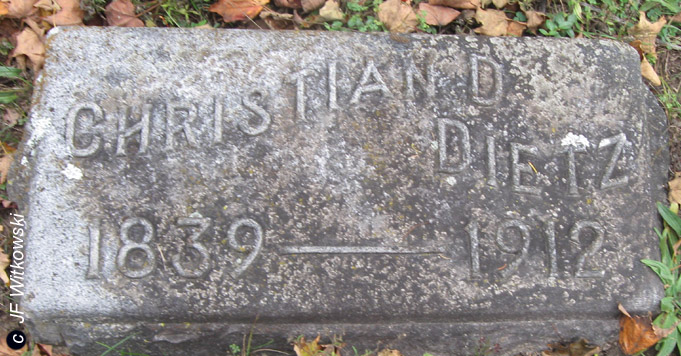 CHRISTIAN D
DIETZ
1839 — 1912
© JF Witkowski